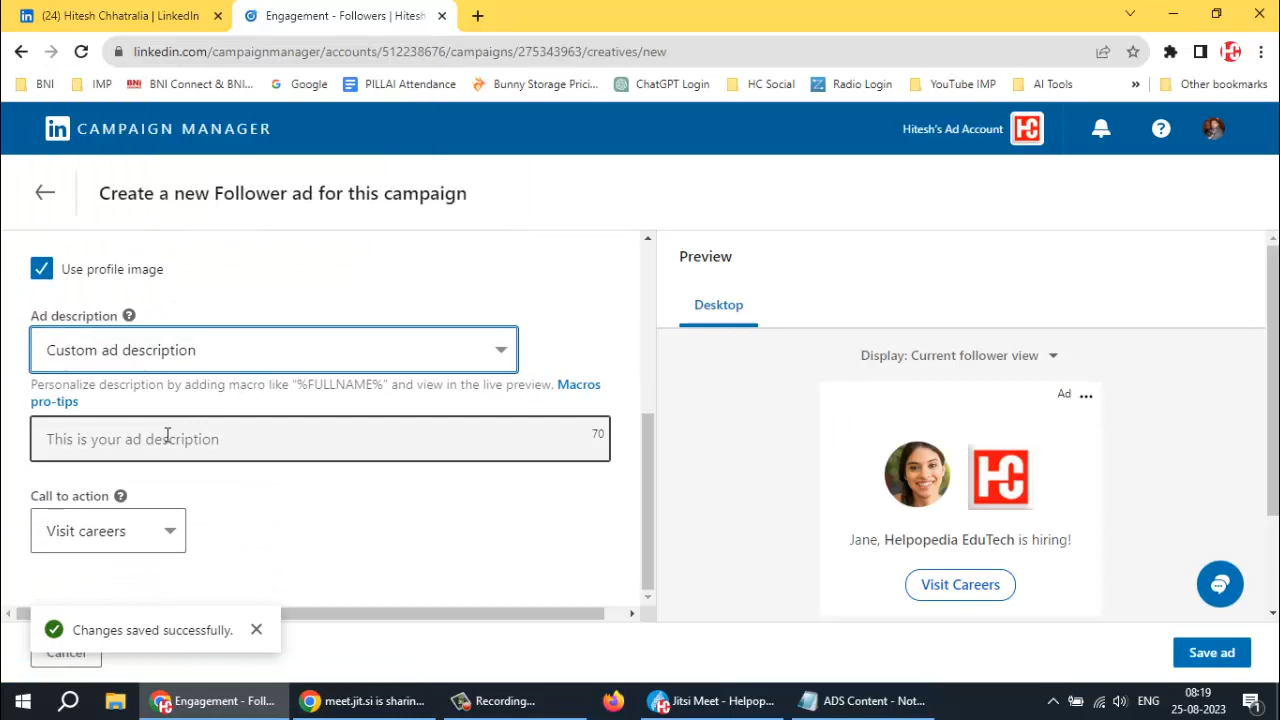 (24) Hitesh Chhatralia | LinkedIn
Engagement - Followers | Hitesh
linkedin.com/campaignmanager/accounts/512238676/campaigns/275343963/creatives/new
BNI
IMP
BNI
BNI Connect & BNI...
G
Google
PILLAI Attendance
Bunny Storage Prici...
ChatGPT Login
HC Social
Radio Login
YouTube IMP
AI Tools
»
Other bookmarks
in CAMPAIGN MANAGER
Hitesh's Ad Account
HC
Create a new Follower ad for this campaign
Use profile image
Ad description
Custom ad description
Personalize description by adding macro like "%FULLNAME%" and view in the live preview. Macros
pro-tips
This is your ad description
70
Call to action
Visit careers
Changes saved successfully.
Cancel
Preview
Desktop
Display: Current follower view
Ad
HC
Jane, Helpopedia EduTech is hiring!
Visit Careers
Save ad
Engagement - Foll...
meet.jit.si is sharin...
Recording...
Jitsi Meet - Helpop...
ADS Content - Not...
ENG
08:19
25-08-2023
1